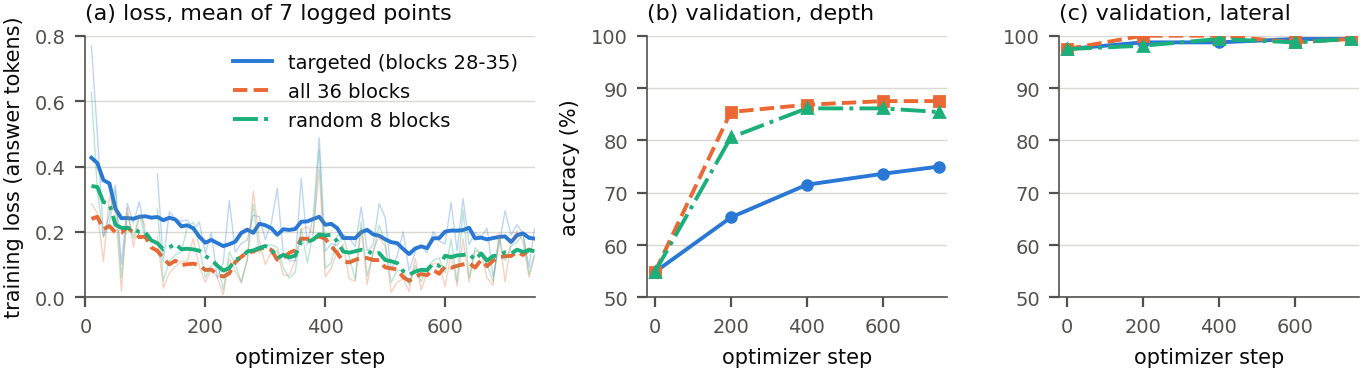 (a) loss, mean of 7 logged points
training loss (answer tokens)
0.8
0.6
0.4
0.2
0.0
targeted (blocks 28-35)
all 36 blocks
random 8 blocks
0 200 400 600
optimizer step
(b) validation, depth
accuracy (%)
100
90
80
70
60
50
0 200 400 600
optimizer step
(c) validation, lateral
100
90
80
70
60
50
0 200 400 600
optimizer step